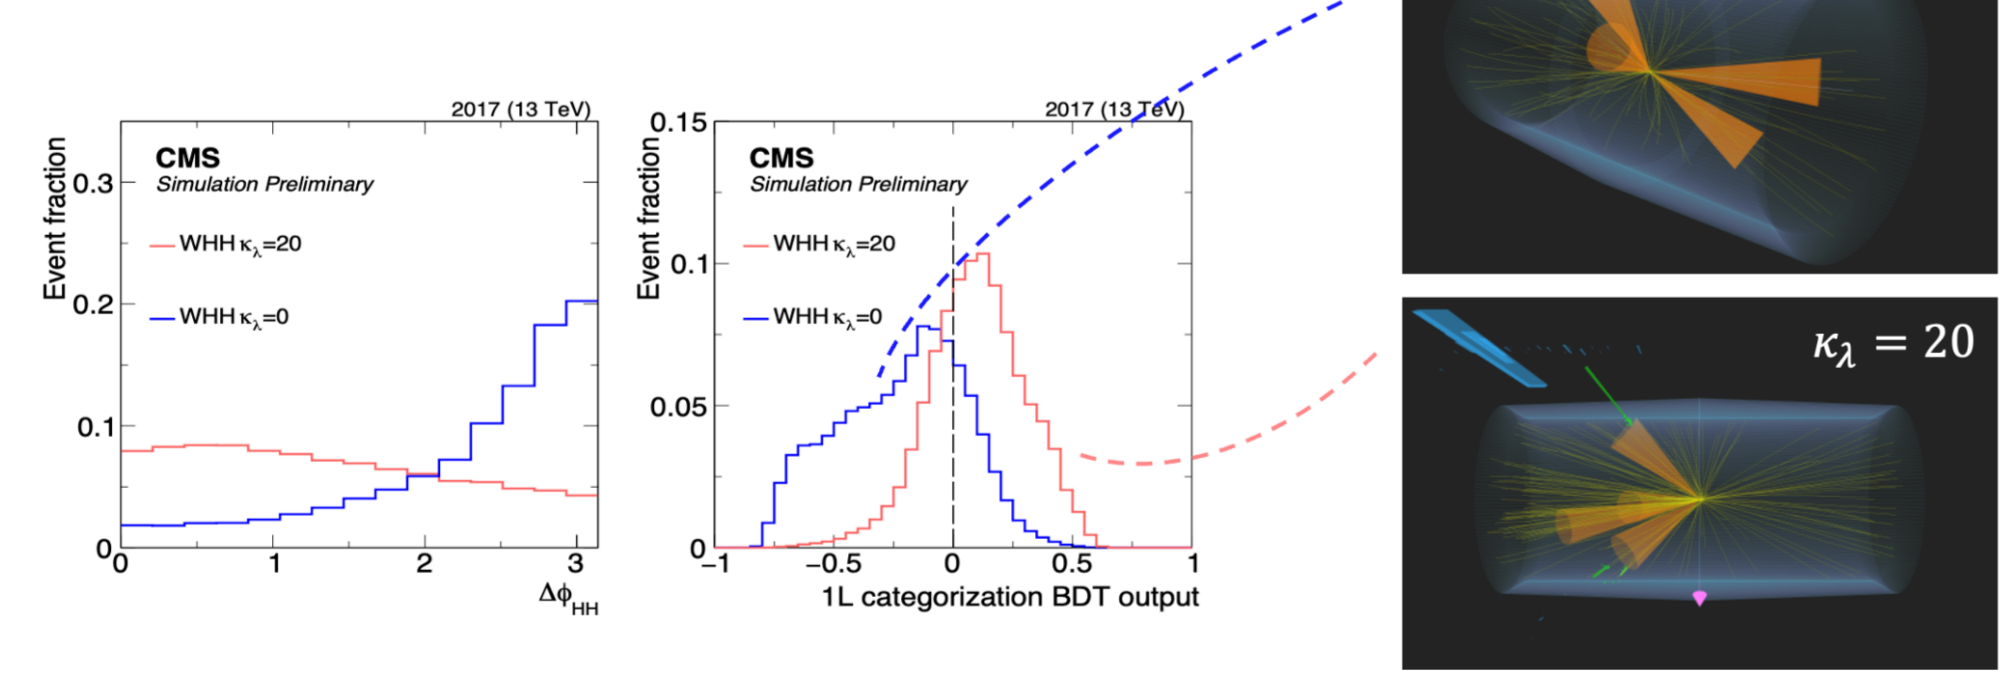 2017 (13 TeV)
CMS
Simulation Preliminary
WHH κλ=20
WHH κλ=0
Event fraction
0.3
0.2
0.1
0
0 1 2 3
ΔϕHH
2017 (13 TeV)
CMS
Simulation Preliminary
WHH κλ=20
WHH κλ=0
Event fraction
0.15
0.1
0.05
0
−1 −0.5 0 0.5 1
1L categorization BDT output
κλ = 20